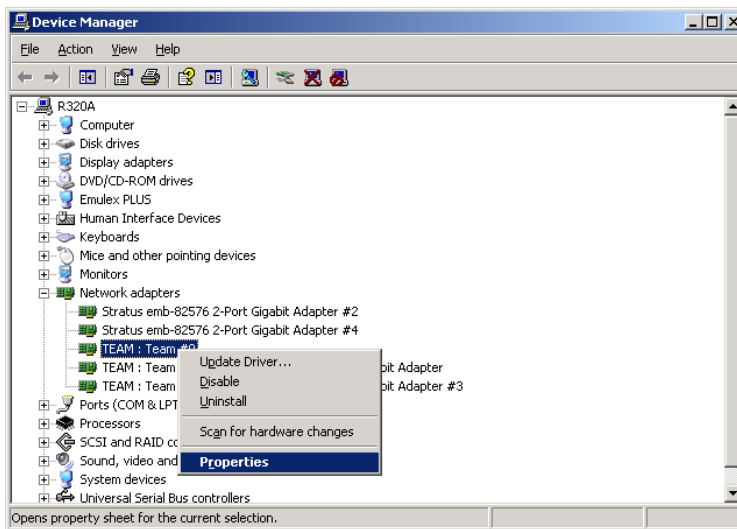 Device Manager
File Action View Help
R320A
Computer
Disk drives
Display adapters
DVD/CD-ROM drives
Emulex PLUS
Human Interface Devices
Keyboards
Mice and other pointing devices
Monitors
Network adapters
Stratus emb-82576 2-Port Gigabit Adapter #2
Stratus emb-82576 2-Port Gigabit Adapter #4
TEAM : Team #0
TEAM : Team bit Adapter
TEAM : Team bit Adapter #3
Ports (COM & LPT
Processors
SCSI and RAID co
Sound, video and
System devices
Universal Serial Bus controllers
Update Driver...
Disable
Uninstall
Scan for hardware changes
Properties
Opens property sheet for the current selection.